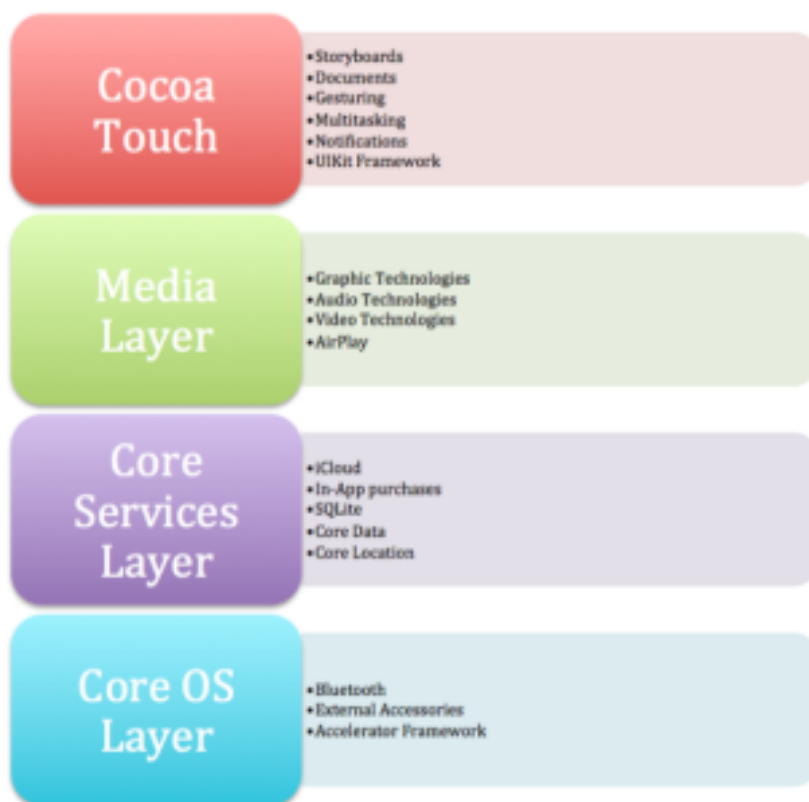 Cocoa
Touch
•Storyboards
•Documents
•Gesturing
•Multitasking
•Notifications
•UIKit Framework
Media
Layer
•Graphic Technologies
•Audio Technologies
•Video Technologies
•AirPlay
Core
Services
Layer
•iCloud
•In-App purchases
•SQLite
•Core Data
•Core Location
Core OS
Layer
•Bluetooth
•External Accessories
•Accelerator Framework